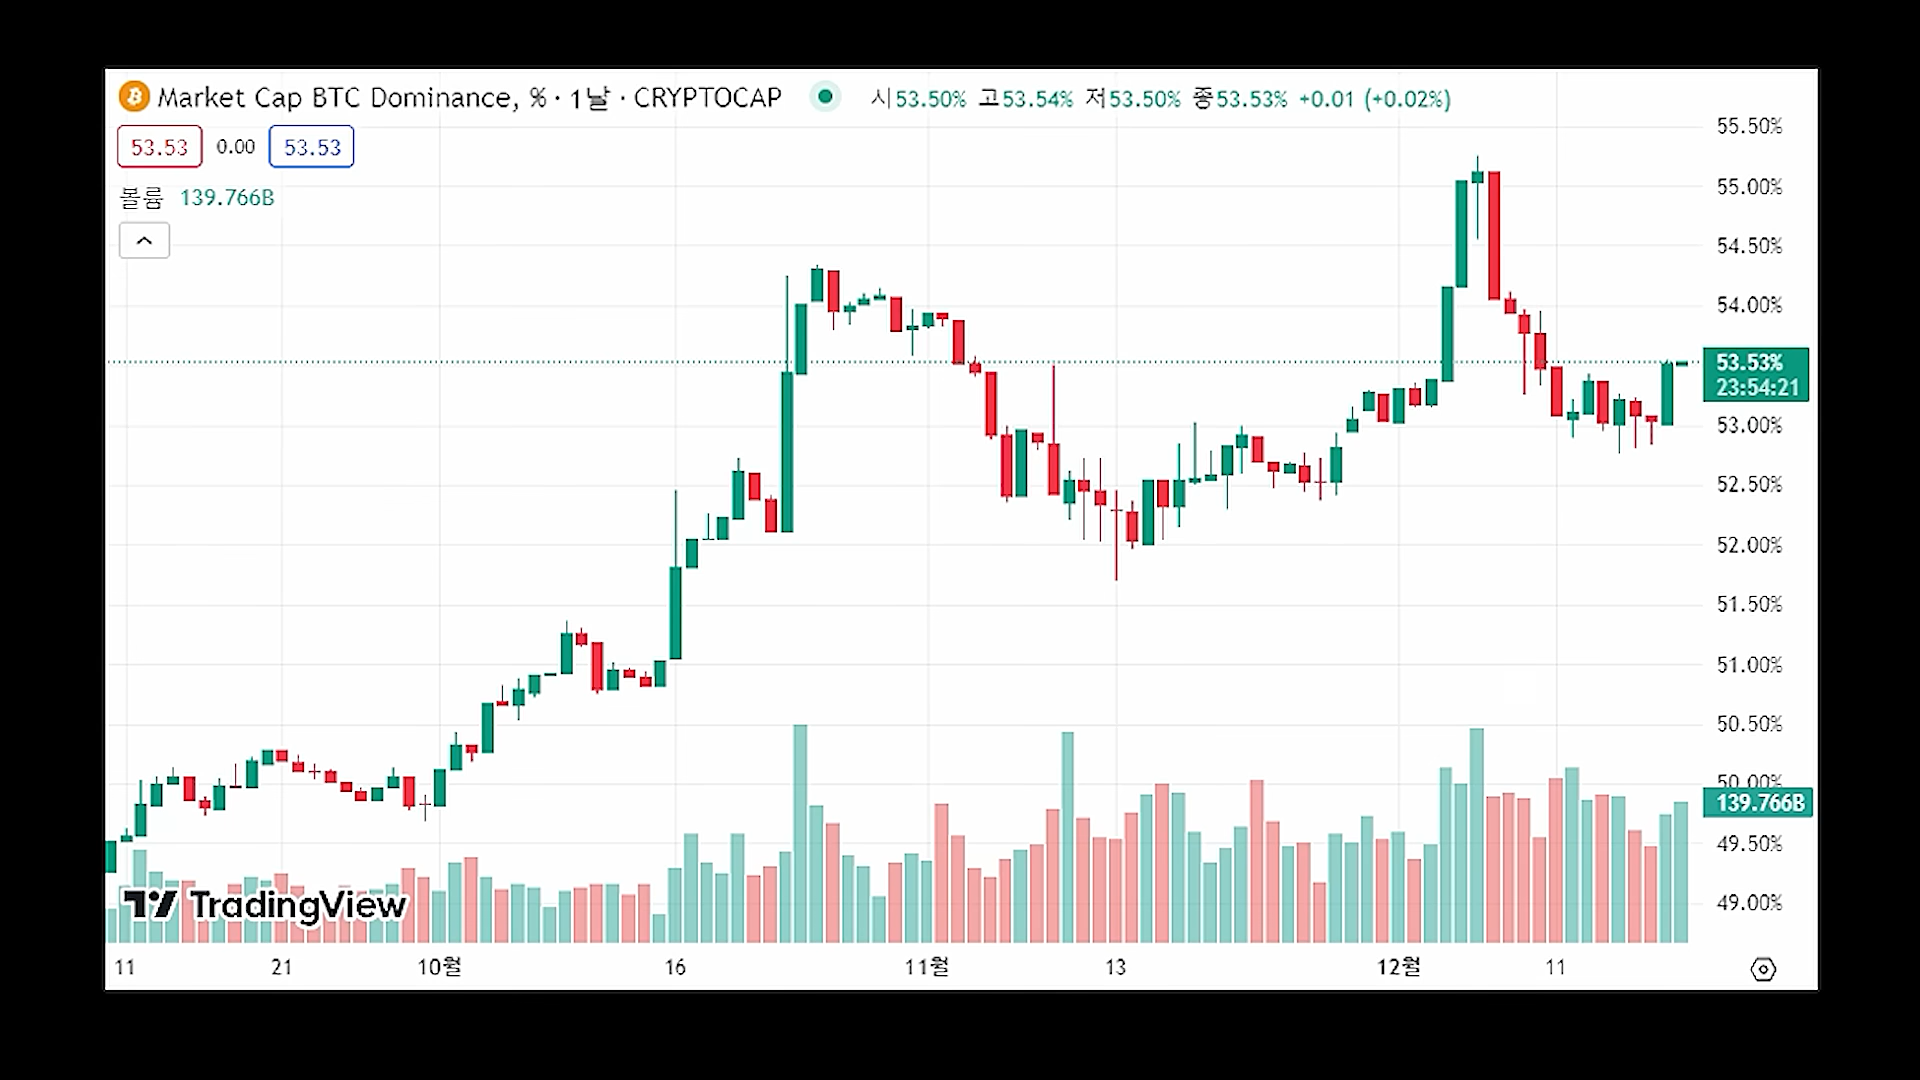 Market Cap BTC Dominance, % · 1날 · CRYPTOCAP 시53.50% 고53.54% 저53.50% 종53.53% +0.01 (+0.02%)
53.53 0.00 53.53
볼륨 139.766B
55.50%
55.00%
54.50%
54.00%
53.53%
23:54:21
53.00%
52.50%
52.00%
51.50%
51.00%
50.50%
50.00%
139.766B
49.50%
49.00%
TradingView
11 21 10월 16 11월 13 12월 11